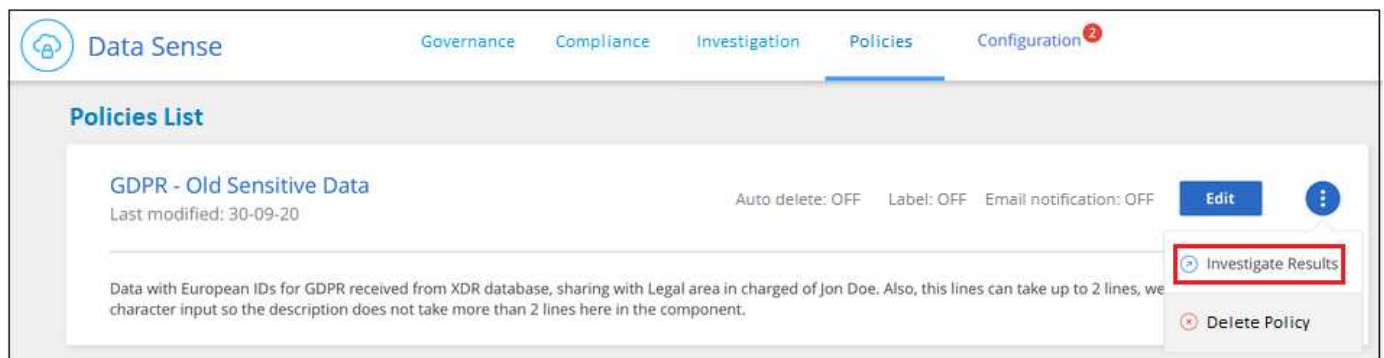 Data Sense Governance Compliance Investigation Policies Configuration 2
Policies List
GDPR - Old Sensitive Data
Last modified: 30-09-20
Auto delete: OFF Label: OFF Email notification: OFF Edit
Investigate Results
Data with European IDs for GDPR received from XDR database, sharing with Legal area in charged of Jon Doe. Also, this lines can take up to 2 lines, we
character input so the description does not take more than 2 lines here in the component.
Delete Policy